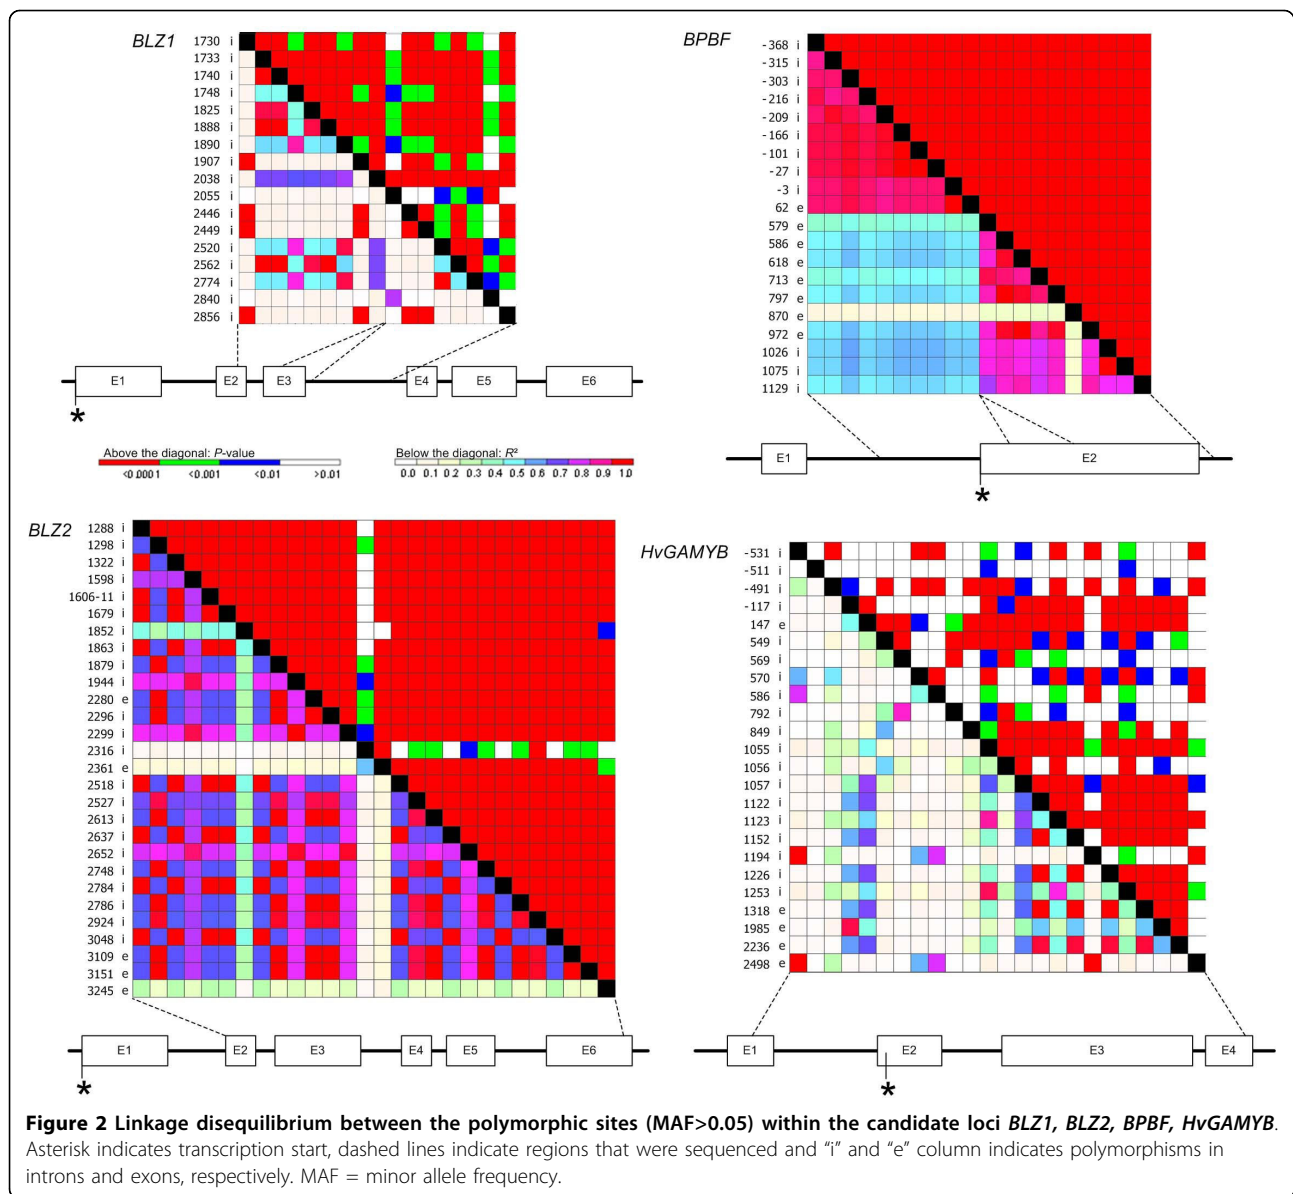 BLZ1
1730 i
1733 i
1740 i
1748 i
1825 i
1888 i
1890 i
1907 i
2038 i
2055 i
2446 i
2449 i
2520 i
2562 i
2774 i
2840 i
2856 i
E1 E2 E3 E4 E5 E6
*
BPBF
-368 i
-315 i
-303 i
-216 i
-209 i
-166 i
-101 i
-27 i
-3 i
62 e
579 e
586 e
618 e
713 e
797 e
870 e
972 e
1026 i
1075 i
1129 i
E1 E2
*
Above the diagonal: P-value
<0.0001 <0.001 <0.01 >0.01
Below the diagonal: R²
0.0 0.1 0.2 0.3 0.4 0.5 0.6 0.7 0.8 0.9 1.0
BLZ2
1288 i
1298 i
1322 i
1598 i
1606-11 i
1679 i
1852 i
1863 i
1879 i
1944 i
2280 e
2296 i
2299 i
2316 i
2361 e
2518 i
2527 i
2613 i
2637 i
2652 i
2748 i
2784 i
2786 i
2924 i
3048 i
3109 e
3151 e
3245 e
E1 E2 E3 E4 E5 E6
*
HvGAMYB
-531 i
-511 i
-491 i
-117 i
147 e
549 i
569 i
570 i
586 i
792 i
849 i
1055 i
1056 i
1057 i
1122 i
1123 i
1152 i
1194 i
1226 i
1253 i
1318 e
1985 e
2236 e
2498 e
E1 E2 E3 E4
*
Figure 2 Linkage disequilibrium between the polymorphic sites (MAF>0.05) within the candidate loci BLZ1, BLZ2, BPBF, HvGAMYB.
Asterisk indicates transcription start, dashed lines indicate regions that were sequenced and “i” and “e” column indicates polymorphisms in
introns and exons, respectively. MAF = minor allele frequency.